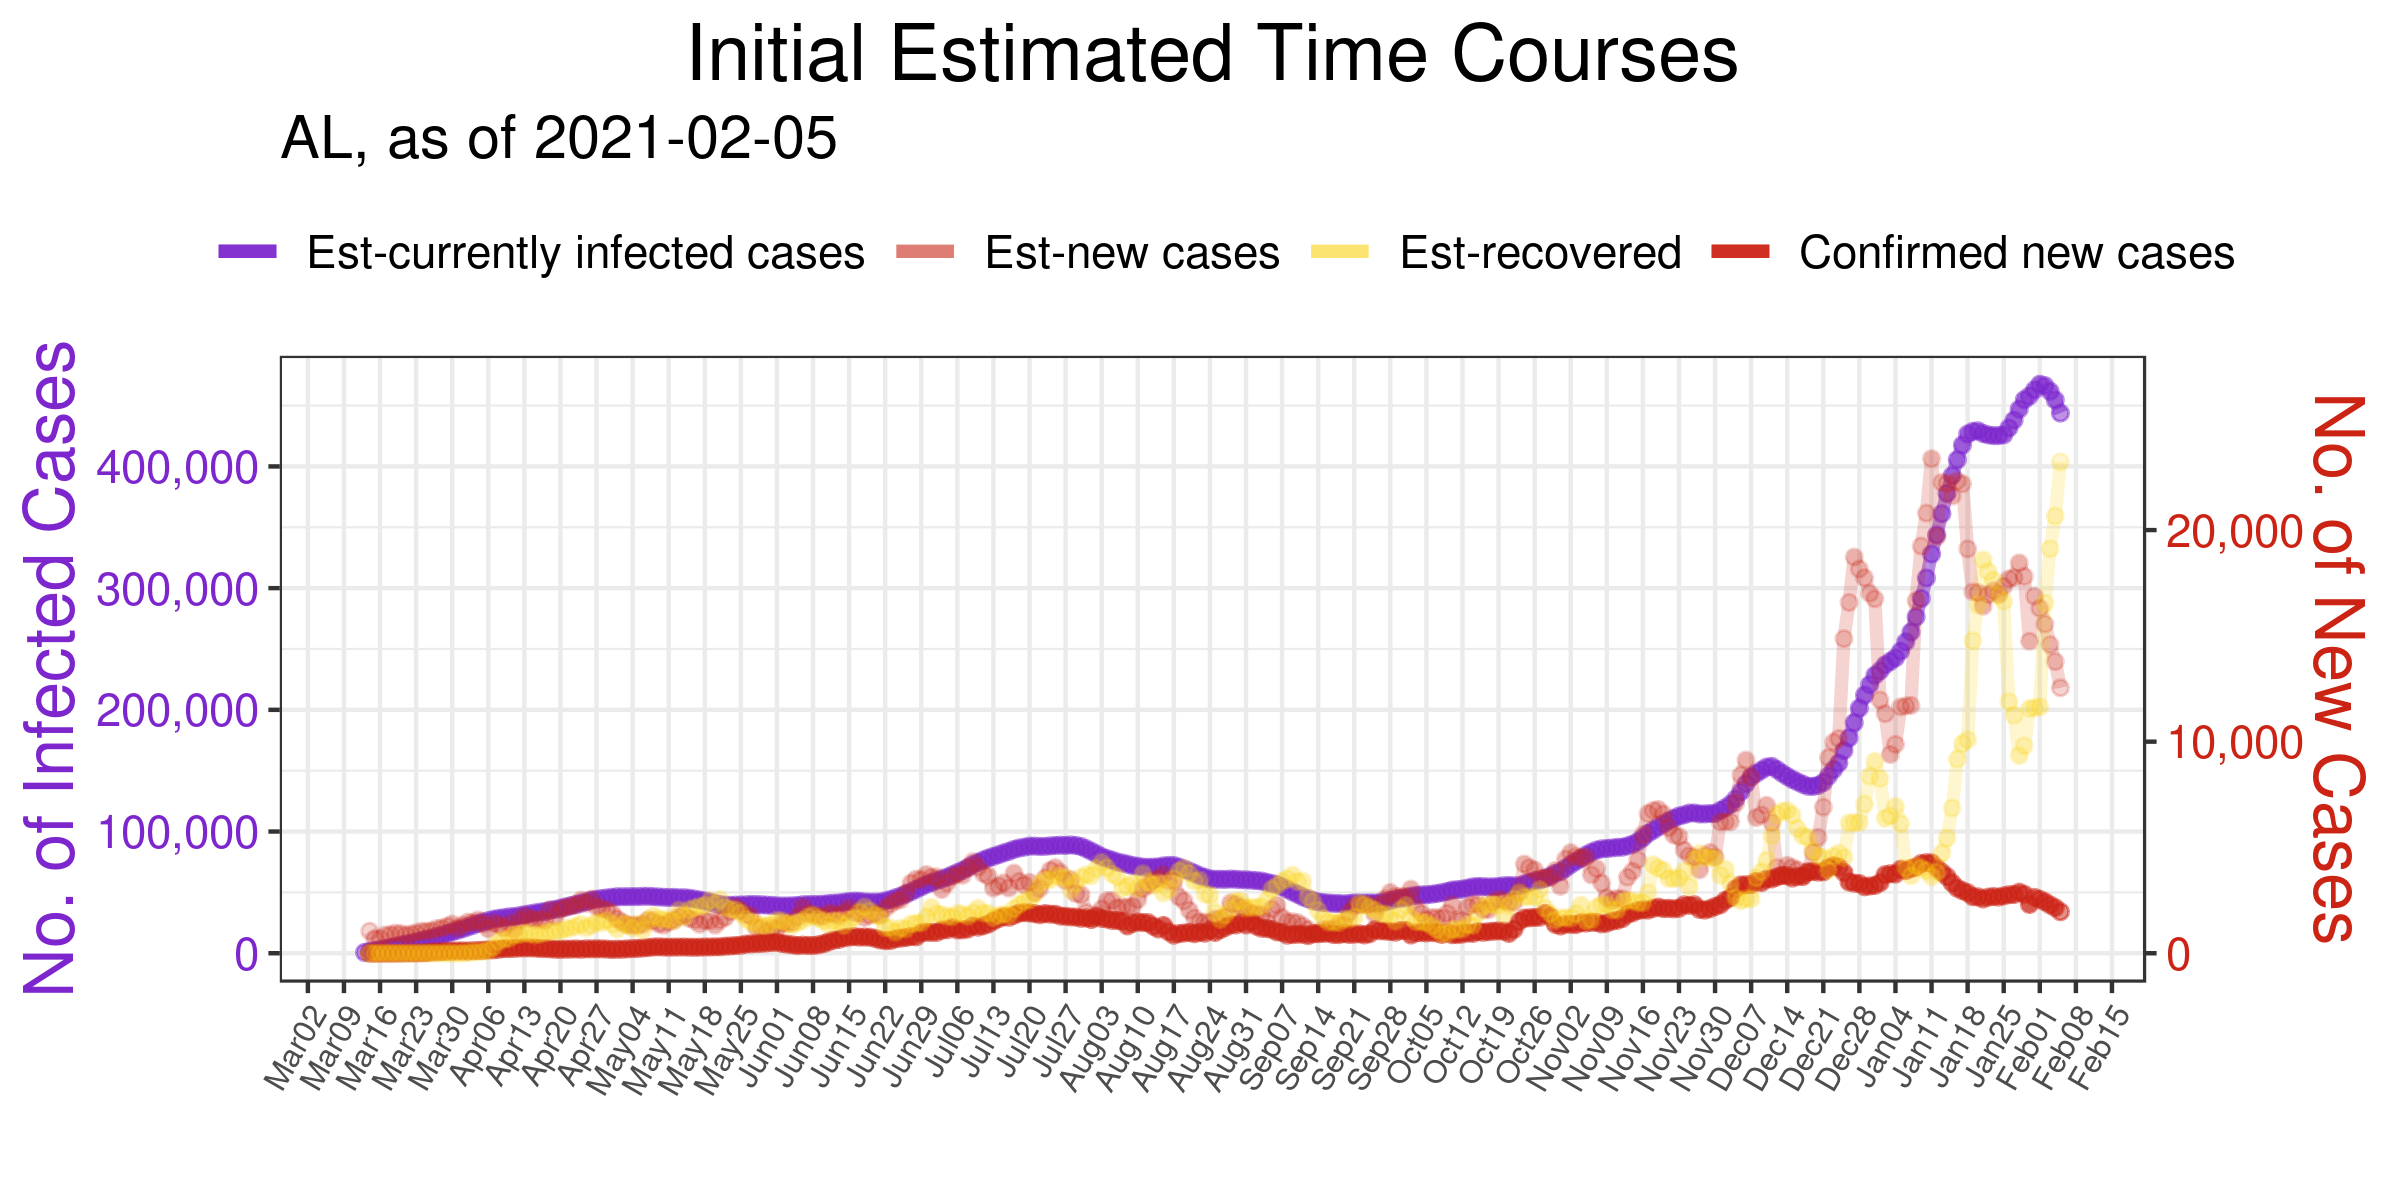 Initial Estimated Time Courses
AL, as of 2021-02-05
Est-currently infected cases Est-new cases Est-recovered Confirmed new cases
No. of Infected Cases
400,000
300,000
200,000
100,000
0
No. of New Cases
20,000
10,000
0
Mar02 Mar09 Mar16 Mar23 Mar30 Apr06 Apr13 Apr20 Apr27 May04 May11 May18 May25 Jun01 Jun08 Jun15 Jun22 Jun29 Jul06 Jul13 Jul20 Jul27 Aug03 Aug10 Aug17 Aug24 Aug31 Sep07 Sep14 Sep21 Sep28 Oct05 Oct12 Oct19 Oct26 Nov02 Nov09 Nov16 Nov23 Nov30 Dec07 Dec14 Dec21 Dec28 Jan04 Jan11 Jan18 Jan25 Feb01 Feb08 Feb15